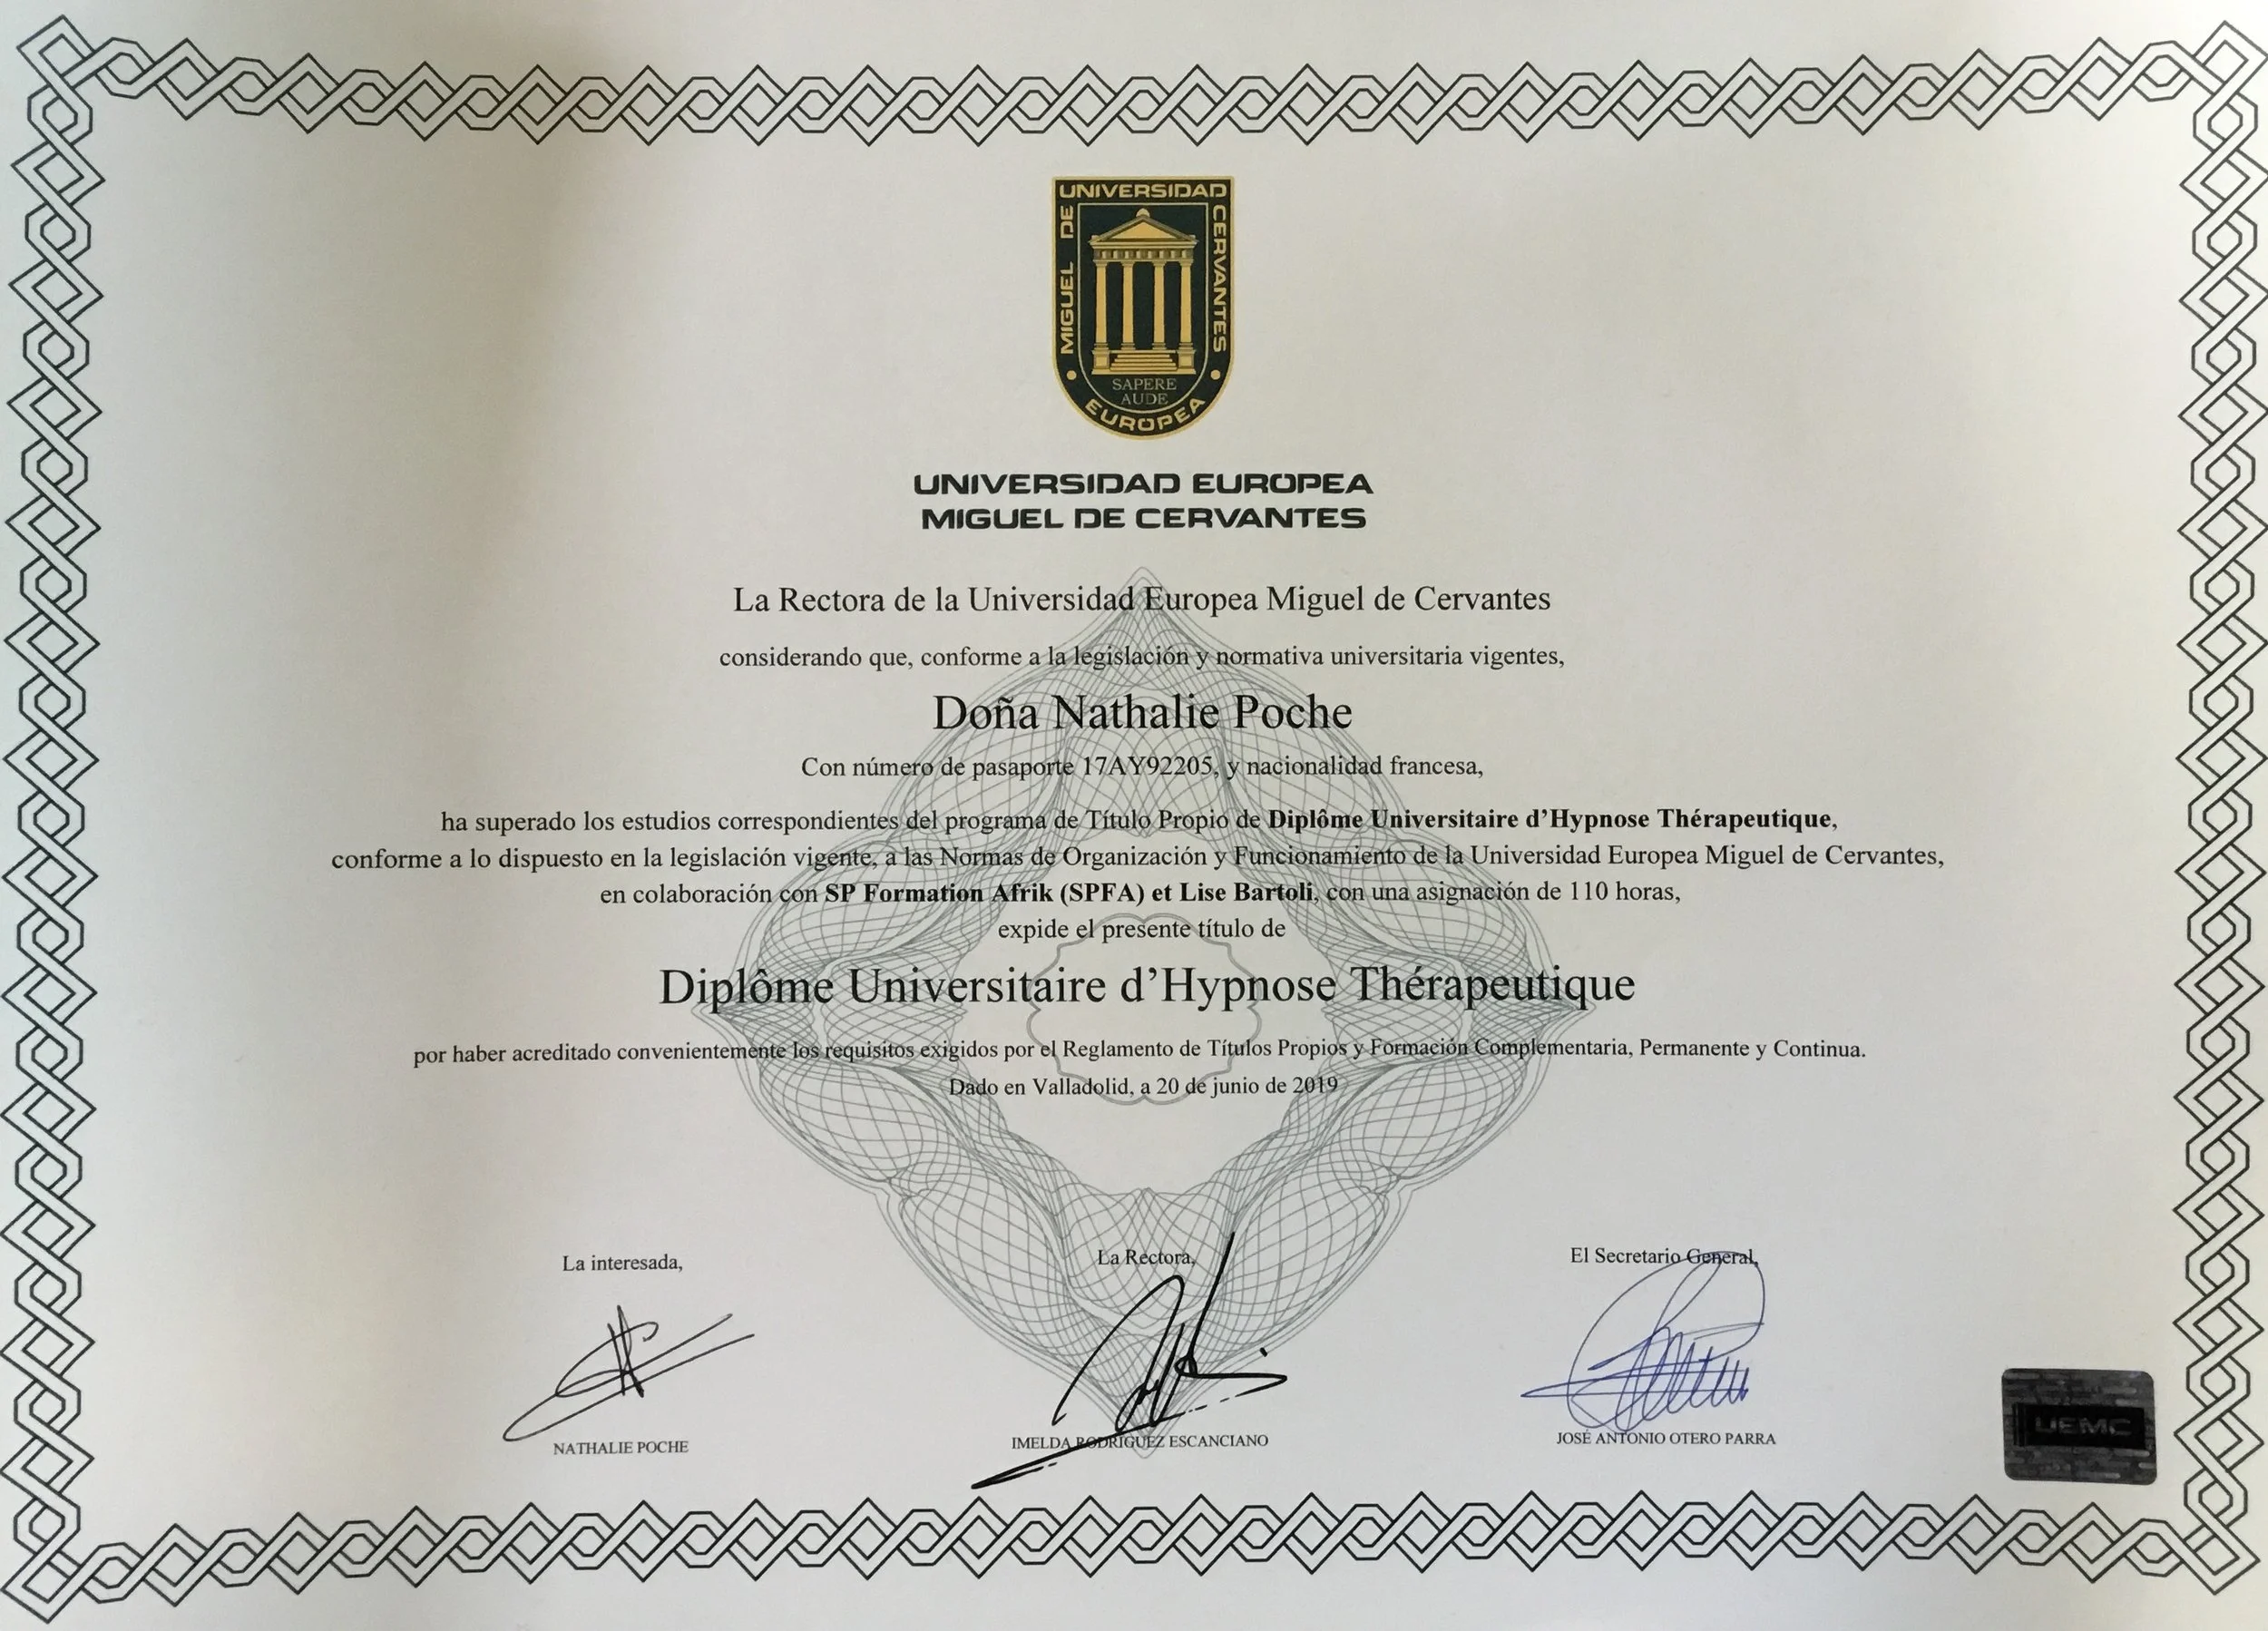 UNIVERSIDAD
MIGUEL DE
CERVANTES
SAPERE
AUDE
EUROPEA
UNIVERSIDAD EUROPEA
MIGUEL DE CERVANTES
La Rectora de la Universidad Europea Miguel de Cervantes
considerando que, conforme a la legislación y normativa universitaria vigentes,
Doña Nathalie Poche
Con número de pasaporte 17AY92205, y nacionalidad francesa,
ha superado los estudios correspondientes del programa de Título Propio de Diplôme Universitaire d'Hypnose Thérapeutique,
conforme a lo dispuesto en la legislación vigente, a las Normas de Organización y Funcionamiento de la Universidad Europea Miguel de Cervantes,
en colaboración con SP Formation Afrik (SPFA) et Lise Bartoli, con una asignación de 110 horas,
expide el presente título de
Diplôme Universitaire d'Hypnose Thérapeutique
por haber acreditado convenientemente los requisitos exigidos por el Reglamento de Títulos Propios y Formación Complementaria, Permanente y Continua.
Dado en Valladolid, a 20 de junio de 2019
La interesada,
La Rectora,
El Secretario General,
NATHALIE POCHE
IMELDA RODRÍGUEZ ESCANCIANO
JOSÉ ANTONIO OTERO PARRA
UEMC